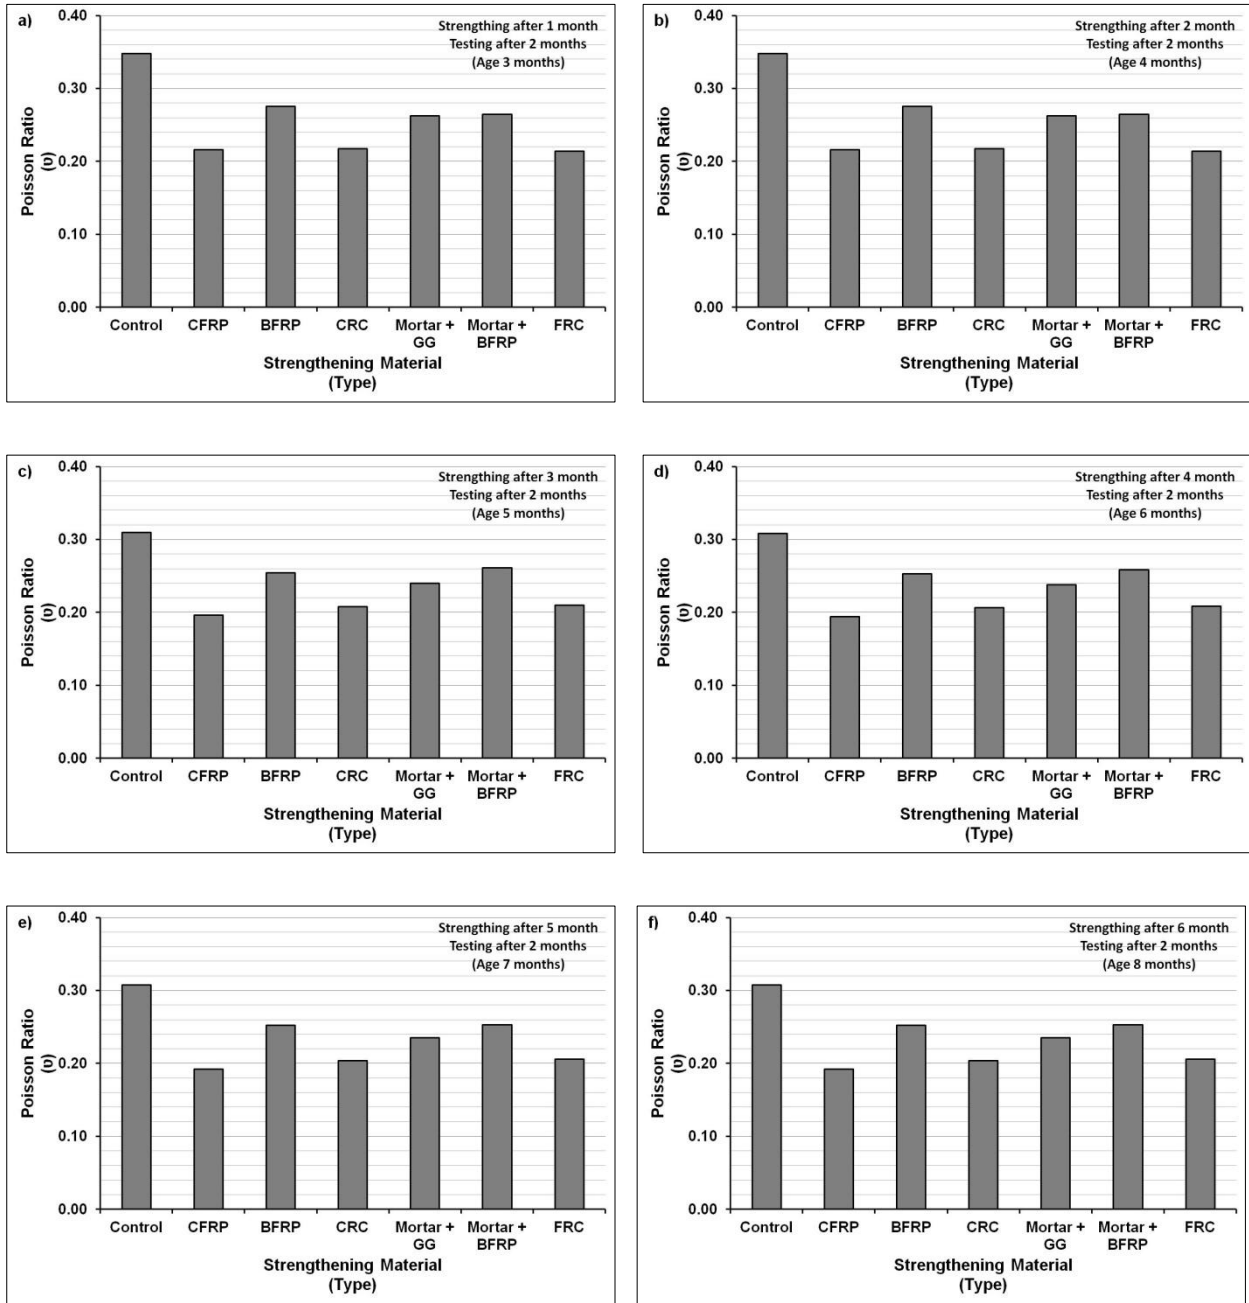 a)
Strengthing after 1 month
Testing after 2 months
(Age 3 months)
Poisson Ratio
(υ)
0.40
0.30
0.20
0.10
0.00
Control CFRP BFRP CRC Mortar + Mortar + FRC
GG BFRP
Strengthening Material
(Type)
b)
Strengthing after 2 month
Testing after 2 months
(Age 4 months)
Poisson Ratio
(υ)
0.40
0.30
0.20
0.10
0.00
Control CFRP BFRP CRC Mortar + Mortar + FRC
GG BFRP
Strengthening Material
(Type)
c)
Strengthing after 3 month
Testing after 2 months
(Age 5 months)
Poisson Ratio
(υ)
0.40
0.30
0.20
0.10
0.00
Control CFRP BFRP CRC Mortar + Mortar + FRC
GG BFRP
Strengthening Material
(Type)
d)
Strengthing after 4 month
Testing after 2 months
(Age 6 months)
Poisson Ratio
(υ)
0.40
0.30
0.20
0.10
0.00
Control CFRP BFRP CRC Mortar + Mortar + FRC
GG BFRP
Strengthening Material
(Type)
e)
Strengthing after 5 month
Testing after 2 months
(Age 7 months)
Poisson Ratio
(υ)
0.40
0.30
0.20
0.10
0.00
Control CFRP BFRP CRC Mortar + Mortar + FRC
GG BFRP
Strengthening Material
(Type)
f)
Strengthing after 6 month
Testing after 2 months
(Age 8 months)
Poisson Ratio
(υ)
0.40
0.30
0.20
0.10
0.00
Control CFRP BFRP CRC Mortar + Mortar + FRC
GG BFRP
Strengthening Material
(Type)